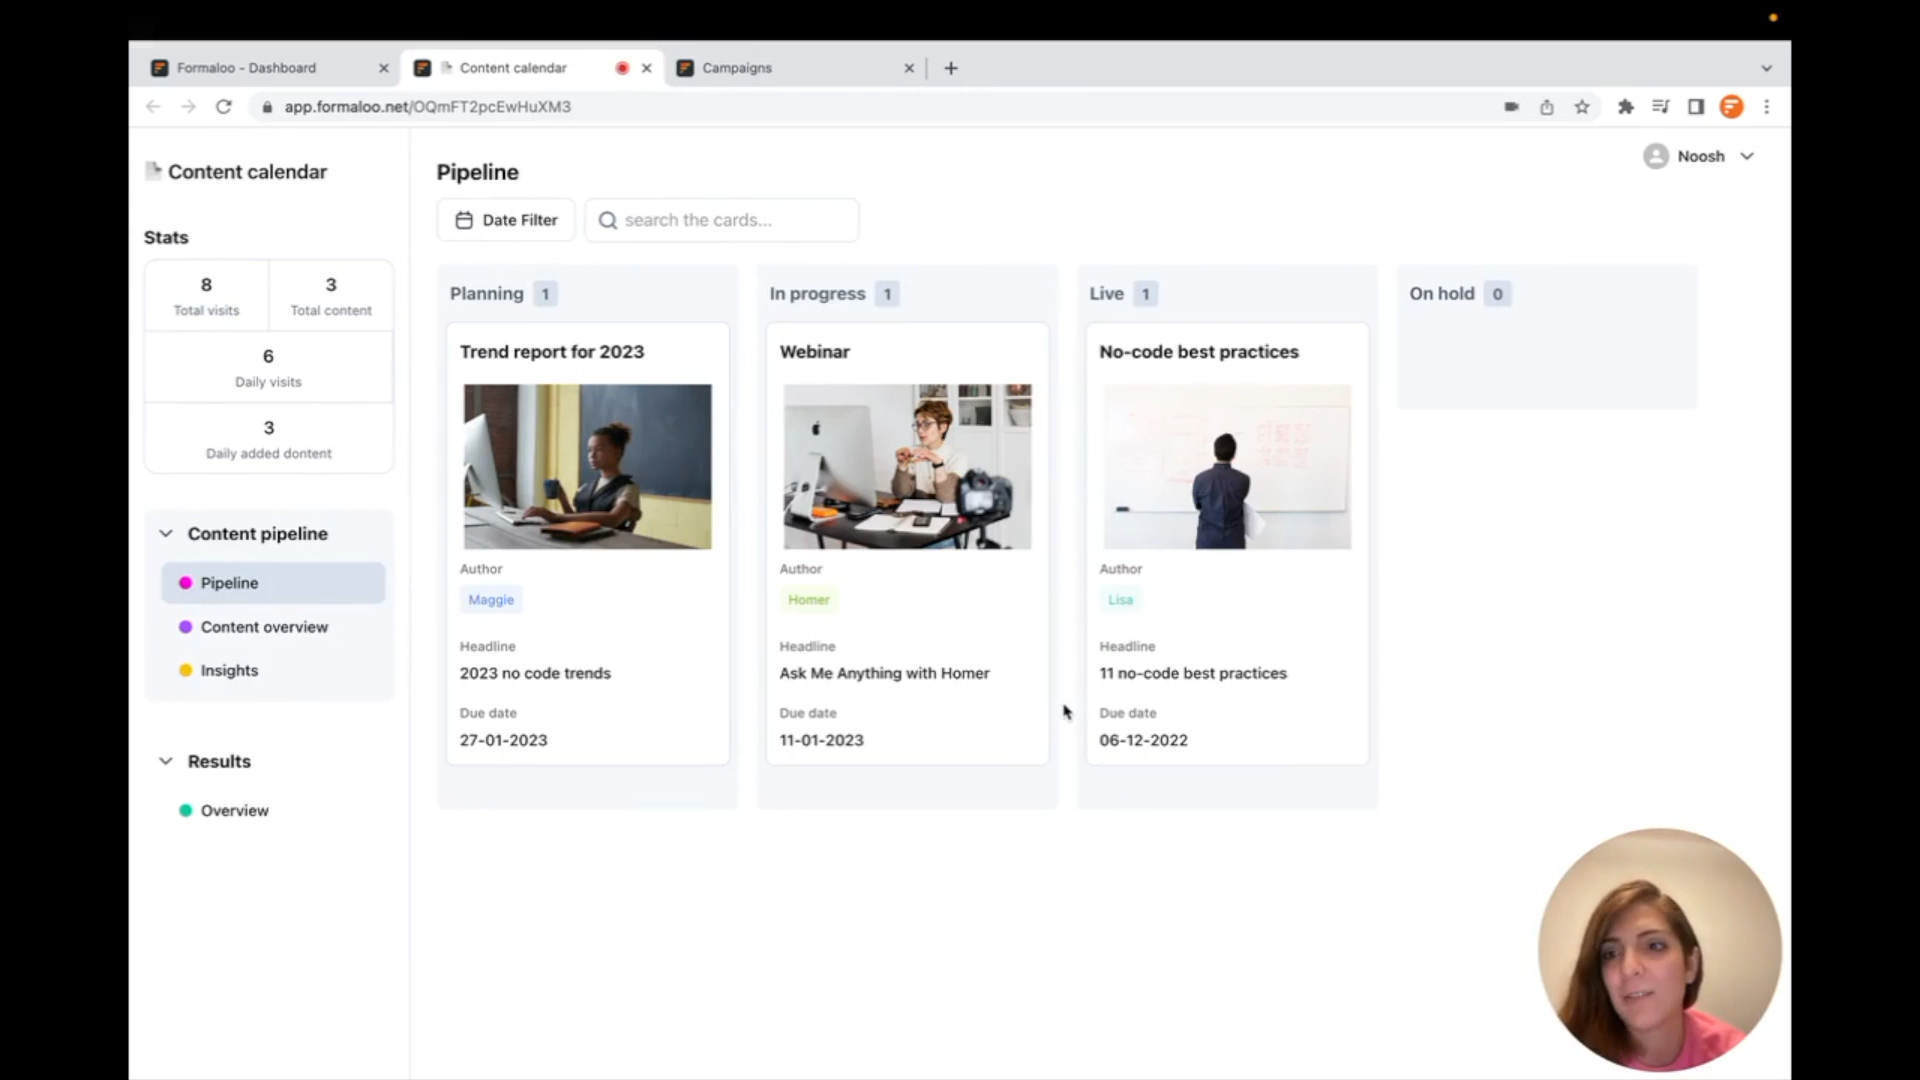 Formaloo - Dashboard
Content calendar
Campaigns
app.formaloo.net/OQmFT2pcEwHuXM3
Content calendar
Pipeline
Noosh
Date Filter
search the cards...
Stats
8
Total visits
3
Total content
6
Daily visits
3
Daily added dontent
Content pipeline
Pipeline
Content overview
Insights
Results
Overview
Planning 1
Trend report for 2023
Author
Maggie
Headline
2023 no code trends
Due date
27-01-2023
In progress 1
Webinar
Author
Homer
Headline
Ask Me Anything with Homer
Due date
11-01-2023
Live 1
No-code best practices
Author
Lisa
Headline
11 no-code best practices
Due date
06-12-2022
On hold 0